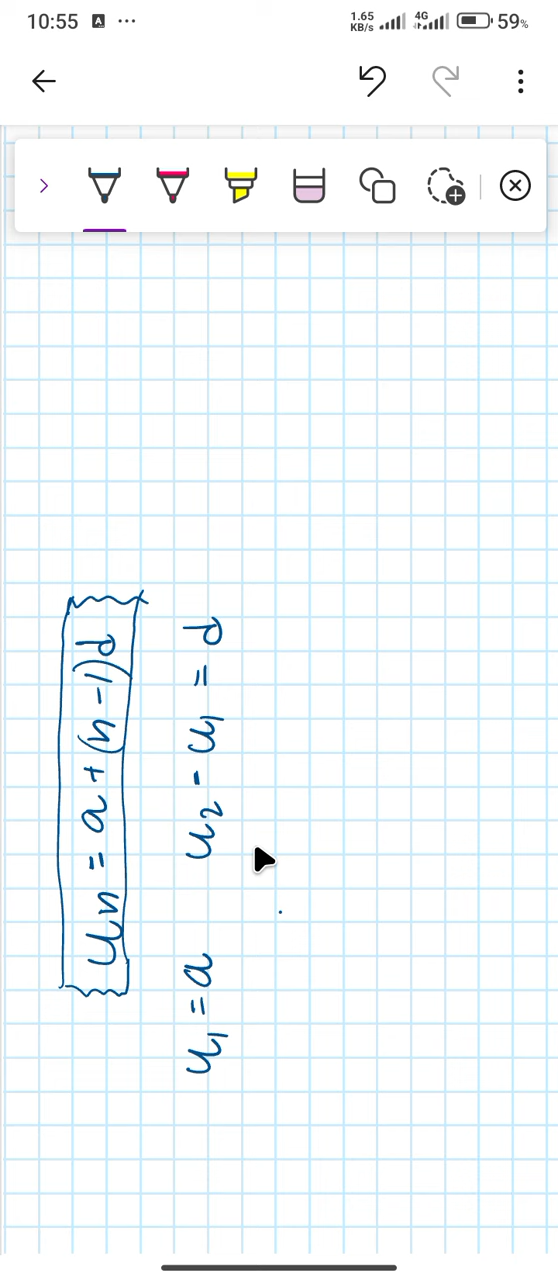 10:55 A ··· 1.65 KB/s 4G 59%
Un = a + (n - 1)d
u₁ = a u₂ - u₁ = d